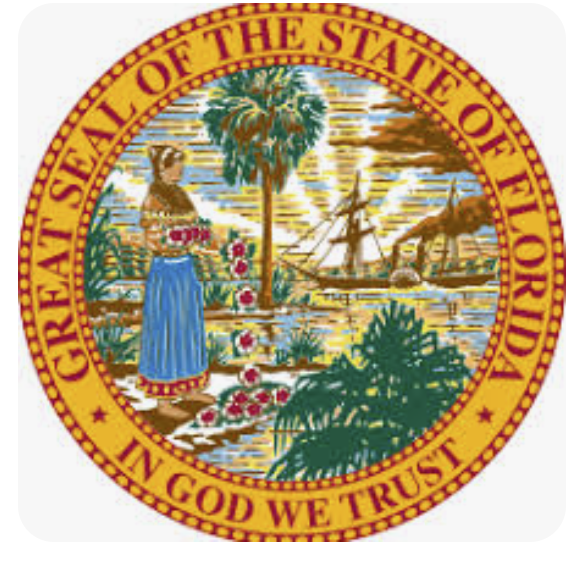 GREAT SEAL OF THE STATE OF FLORIDA
IN GOD WE TRUST